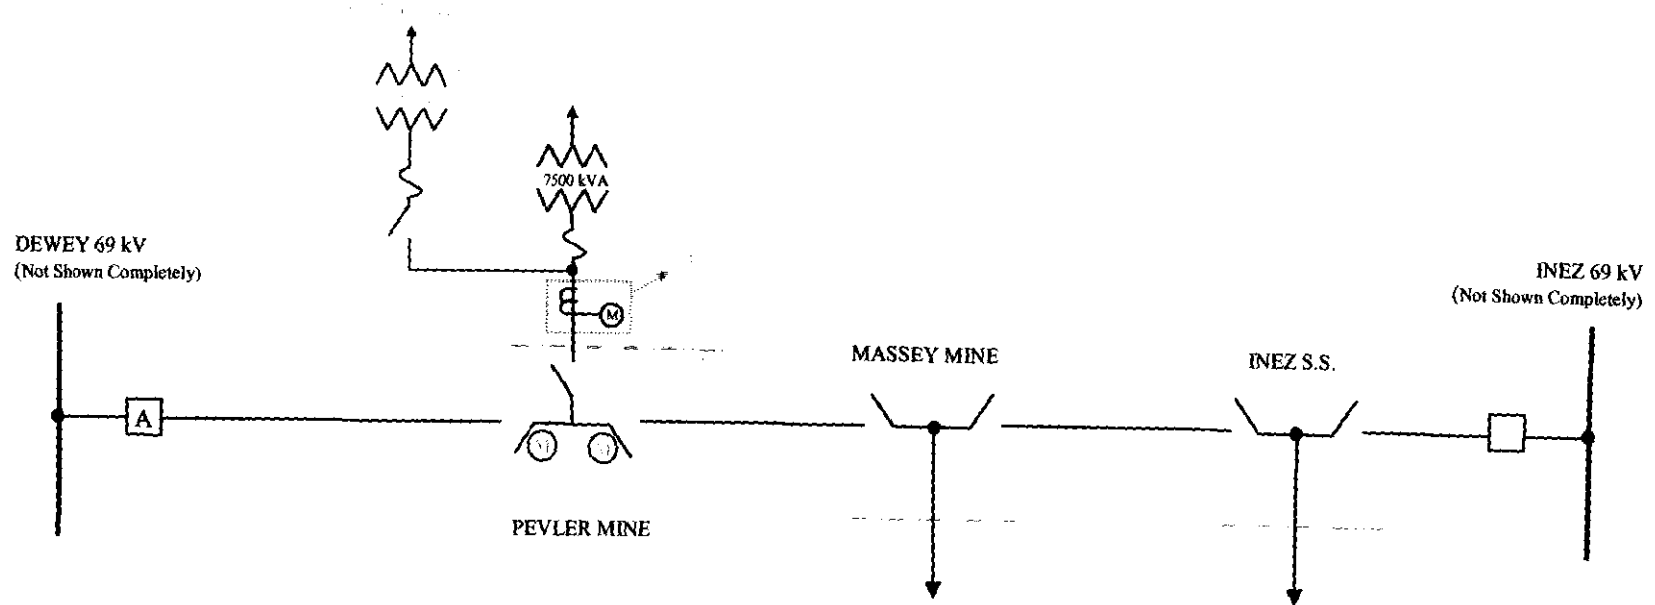 7500 kVA
DEWEY 69 kV
(Not Shown Completely)
INEZ 69 kV
(Not Shown Completely)
M
MASSEY MINE
INEZ S.S.
A
M M
PEVLER MINE